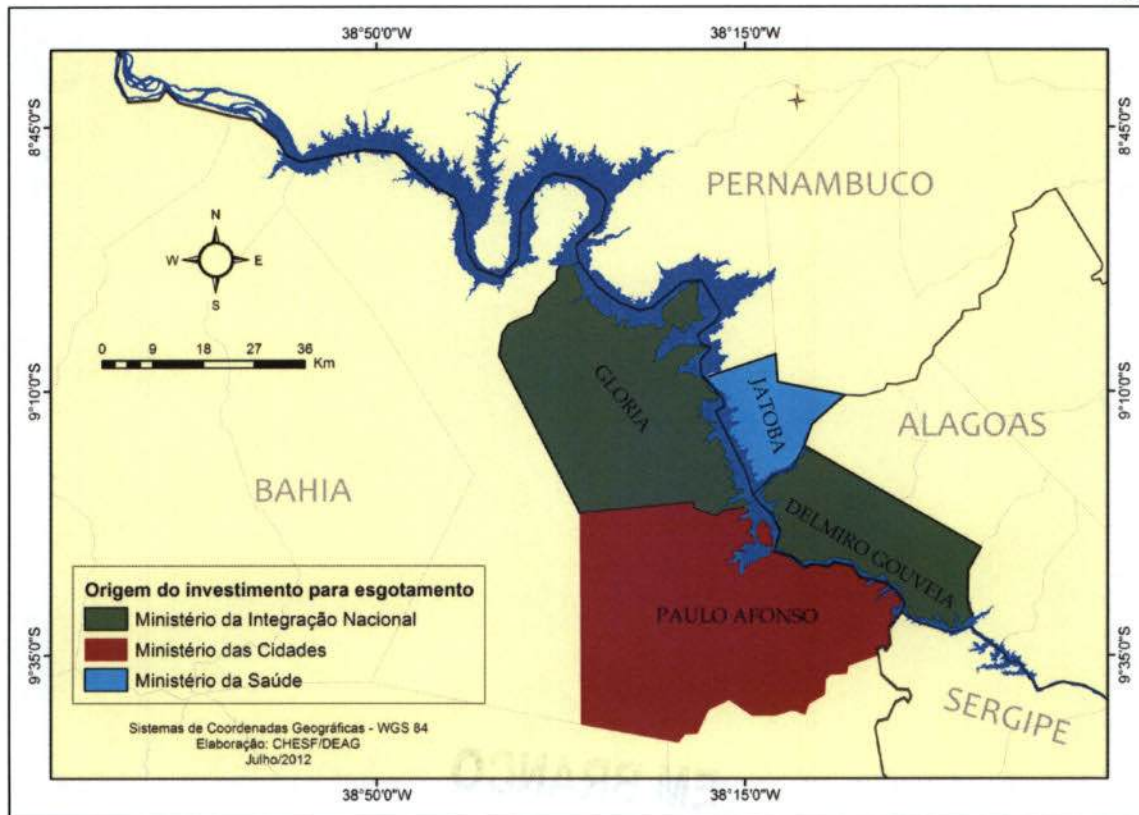 38°50'0"W
38°15'0"W
8°45'0"S
8°45'0"S
PERNAMBUCO
N
W E
S
0 9 18 27 36
Km
9°10'0"S
9°10'0"S
GLORIA
JATOBA
ALAGOAS
BAHIA
DELMIRO GOUVEIA
PAULO AFONSO
SERGIPE
9°35'0"S
9°35'0"S
Origem do investimento para esgotamento
Ministério da Integração Nacional
Ministério das Cidades
Ministério da Saúde
Sistemas de Coordenadas Geográficas - WGS 84
Elaboração: CHESF/DEAG
Julho/2012
EM BRANCO
38°50'0"W
38°15'0"W